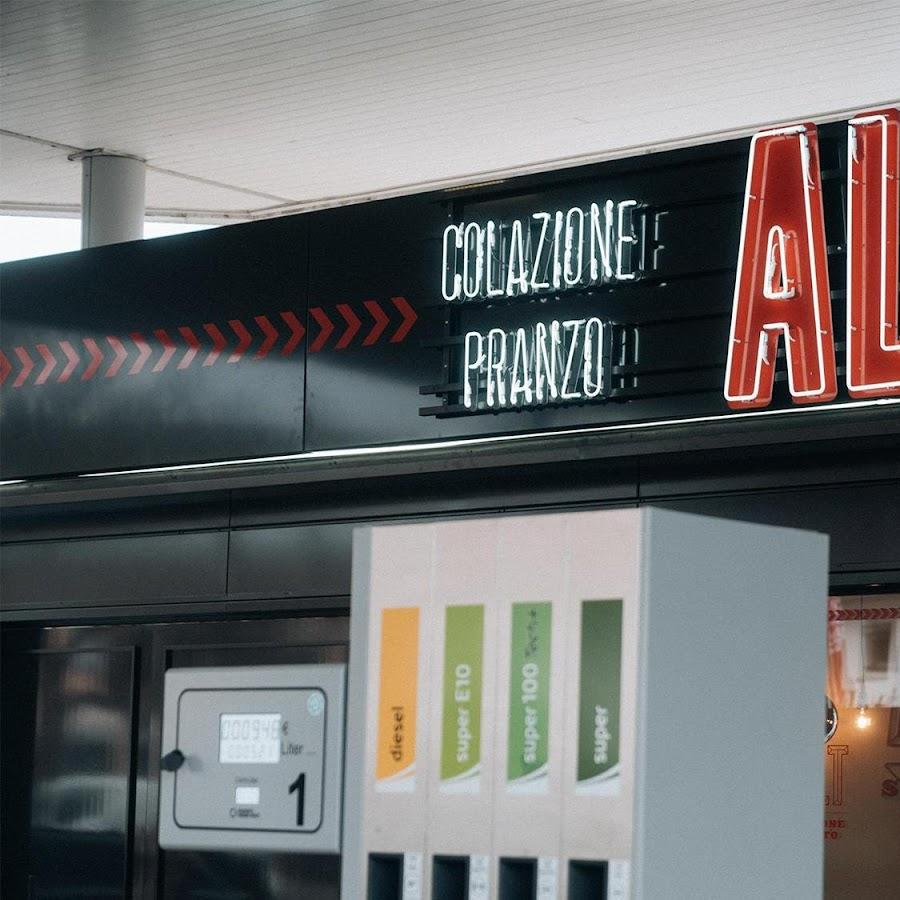 COLAZIONE
PRANZO
AL
diesel
super E10
super 100
super
€
Liter
1